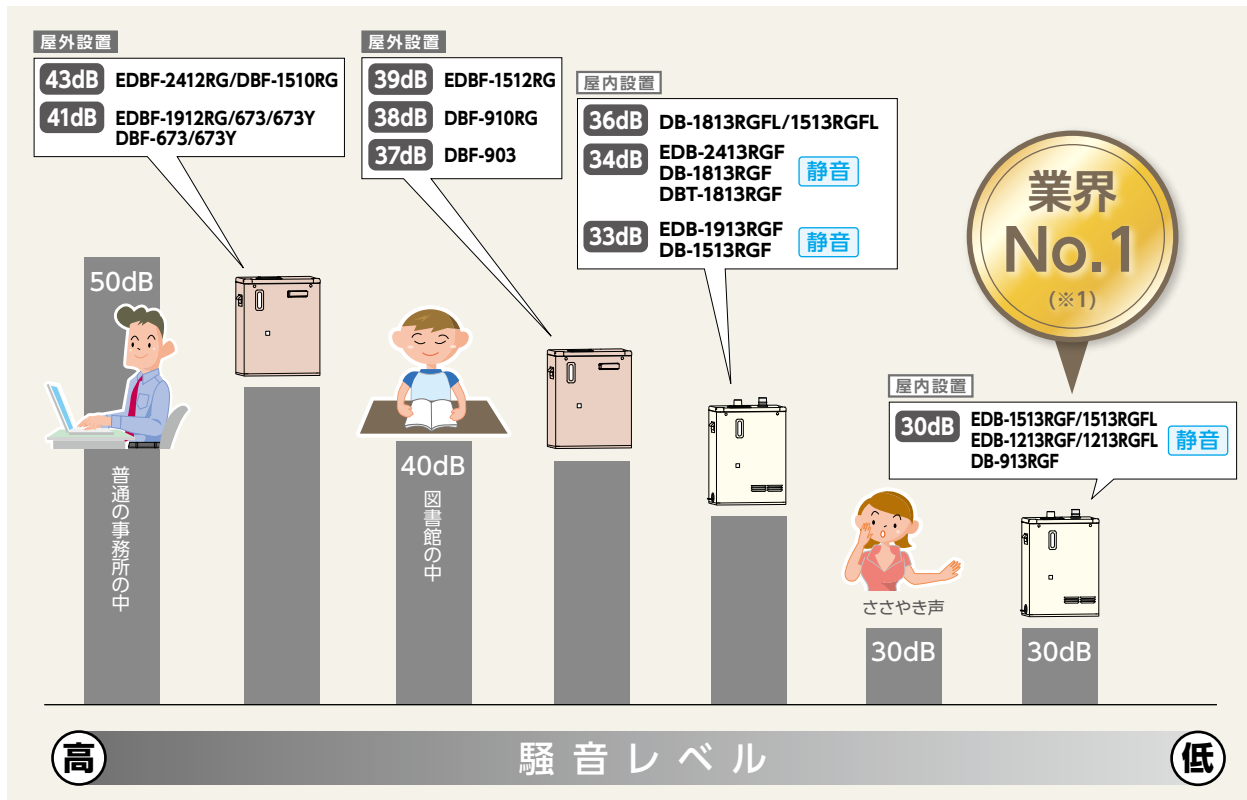 屋外設置
43dB EDBF-2412RG/DBF-1510RG
41dB EDBF-1912RG/673/673Y
DBF-673/673Y
屋外設置
39dB EDBF-1512RG
38dB DBF-910RG
37dB DBF-903
屋内設置
36dB DB-1813RGFL/1513RGFL
34dB EDB-2413RGF
DB-1813RGF 静音
DBT-1813RGF
33dB EDB-1913RGF
DB-1513RGF 静音
業界
No.1
(※1)
屋内設置
30dB EDB-1513RGF/1513RGFL
EDB-1213RGF/1213RGFL 静音
DB-913RGF
50dB
普通の事務所の中
40dB
図書館の中
ささやき声
30dB
30dB
高 騒音レベル 低